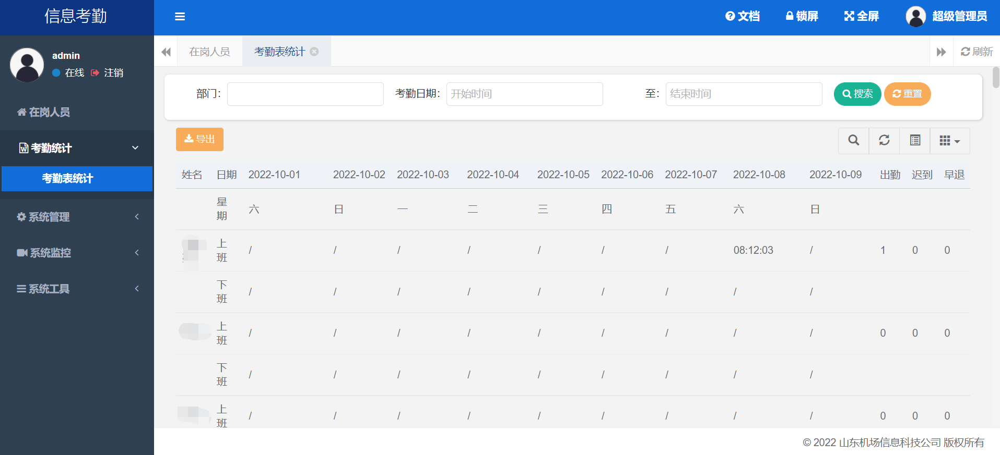 信息考勤
文档 锁屏 全屏 超级管理员
admin
在线 注销
在岗人员 考勤表统计 刷新
在岗人员
考勤统计
考勤表统计
系统管理
系统监控
系统工具
部门： 考勤日期： 开始时间 至： 结束时间 搜索 重置
导出
姓名 日期 2022-10-01 2022-10-02 2022-10-03 2022-10-04 2022-10-05 2022-10-06 2022-10-07 2022-10-08 2022-10-09 出勤 迟到 早退
星期 六 日 一 二 三 四 五 六 日
上班 / / / / / / / 08:12:03 / 1 0 0
下班 / / / / / / / / /
上班 / / / / / / / / / 0 0 0
下班 / / / / / / / / /
上班 / / / / / / / / / 0 0 0
© 2022 山东机场信息科技公司 版权所有